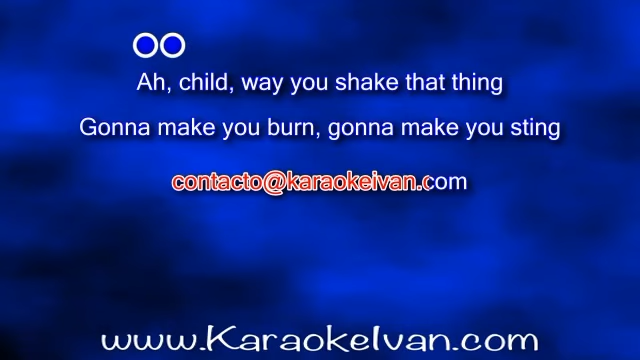 Ah, child, way you shake that thing
Gonna make you burn, gonna make you sting
contacto@karaokeivan.com
www.KaraokeIvan.com